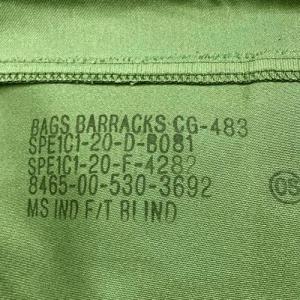 BAGS, BARRACKS CG-483
SPE1C1-20-D-B081
SPE1C1-20-F-4282
8465-00-530-3692
MS IND F/T BLIND
OS